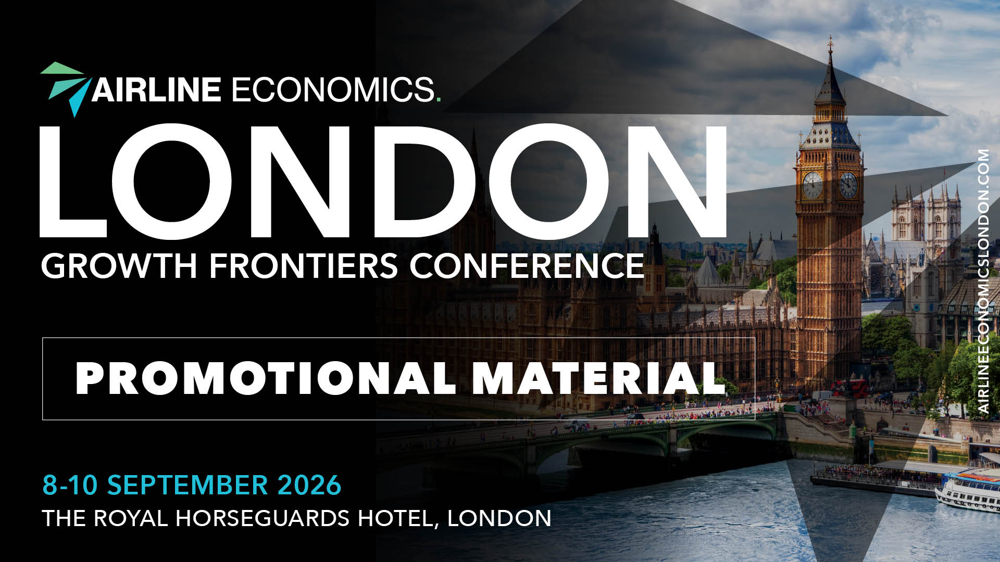 AIRLINE ECONOMICS.
LONDON
GROWTH FRONTIERS CONFERENCE
PROMOTIONAL MATERIAL
8-10 SEPTEMBER 2026
THE ROYAL HORSEGUARDS HOTEL, LONDON
AIRLINEECONOMICSLONDON.COM